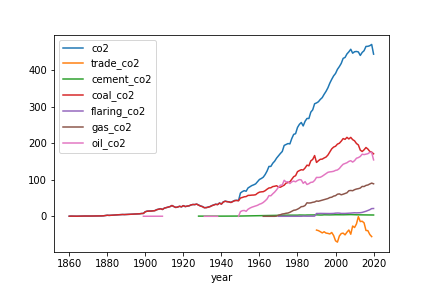 co2
trade_co2
cement_co2
coal_co2
flaring_co2
gas_co2
oil_co2
400
300
200
100
0
1860 1880 1900 1920 1940 1960 1980 2000 2020
year